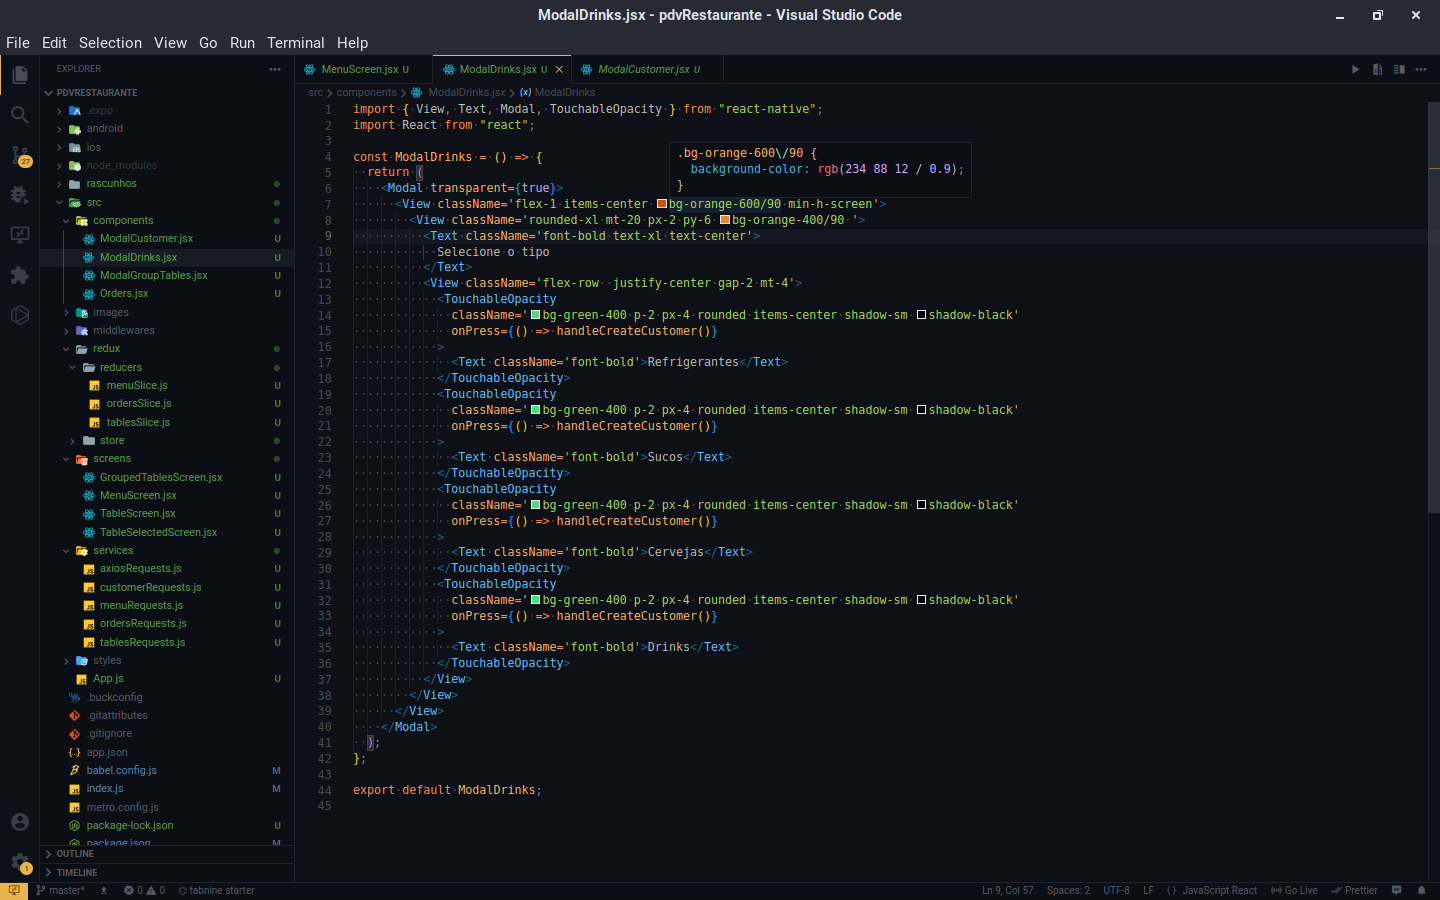 ModalDrinks.jsx - pdvRestaurante - Visual Studio Code
File Edit Selection View Go Run Terminal Help
EXPLORER
PDVRESTAURANTE
.expo
android
ios
node_modules
rascunhos
src
components
ModalCustomer.jsx U
ModalDrinks.jsx U
ModalGroupTables.jsx U
Orders.jsx U
images
middlewares
redux
reducers
menuSlice.js U
ordersSlice.js U
tablesSlice.js U
store
screens
GroupedTablesScreen.jsx U
MenuScreen.jsx U
TableScreen.jsx U
TableSelectedScreen.jsx U
services
axiosRequests.js U
customerRequests.js U
menuRequests.js U
ordersRequests.js U
tablesRequests.js U
styles
App.js U
.buckconfig
.gitattributes
.gitignore
app.json
babel.config.js M
index.js M
metro.config.js
package-lock.json U
package.json M
OUTLINE
TIMELINE
27
1
MenuScreen.jsx U ModalDrinks.jsx U ModalCustomer.jsx U
src > components > ModalDrinks.jsx > ModalDrinks
1 import { View, Text, Modal, TouchableOpacity } from "react-native";
2 import React from "react";
3
4 const ModalDrinks = () => {
5 return (
6 <Modal transparent={true}>
7 <View className='flex-1 items-center bg-orange-600/90 min-h-screen'>
8 <View className='rounded-xl mt-20 px-2 py-6 bg-orange-400/90 '>
9 <Text className='font-bold text-xl text-center'>
10 Selecione o tipo
11 </Text>
12 <View className='flex-row  justify-center gap-2 mt-4'>
13 <TouchableOpacity
14 className='bg-green-400 p-2 px-4 rounded items-center shadow-sm shadow-black'
15 onPress={() => handleCreateCustomer()}
16 >
17 <Text className='font-bold'>Refrigerantes</Text>
18 </TouchableOpacity>
19 <TouchableOpacity
20 className='bg-green-400 p-2 px-4 rounded items-center shadow-sm shadow-black'
21 onPress={() => handleCreateCustomer()}
22 >
23 <Text className='font-bold'>Sucos</Text>
24 </TouchableOpacity>
25 <TouchableOpacity
26 className='bg-green-400 p-2 px-4 rounded items-center shadow-sm shadow-black'
27 onPress={() => handleCreateCustomer()}
28 >
29 <Text className='font-bold'>Cervejas</Text>
30 </TouchableOpacity>
31 <TouchableOpacity
32 className='bg-green-400 p-2 px-4 rounded items-center shadow-sm shadow-black'
33 onPress={() => handleCreateCustomer()}
34 >
35 <Text className='font-bold'>Drinks</Text>
36 </TouchableOpacity>
37 </View>
38 </View>
39 </View>
40 </Modal>
41 );
42 };
43
44 export default ModalDrinks;
45
.bg-orange-600\/90 {
background-color: rgb(234 88 12 / 0.9);
}
master* 0 0 tabnine starter Ln 9, Col 57 Spaces: 2 UTF-8 LF { } JavaScript React Go Live Prettier